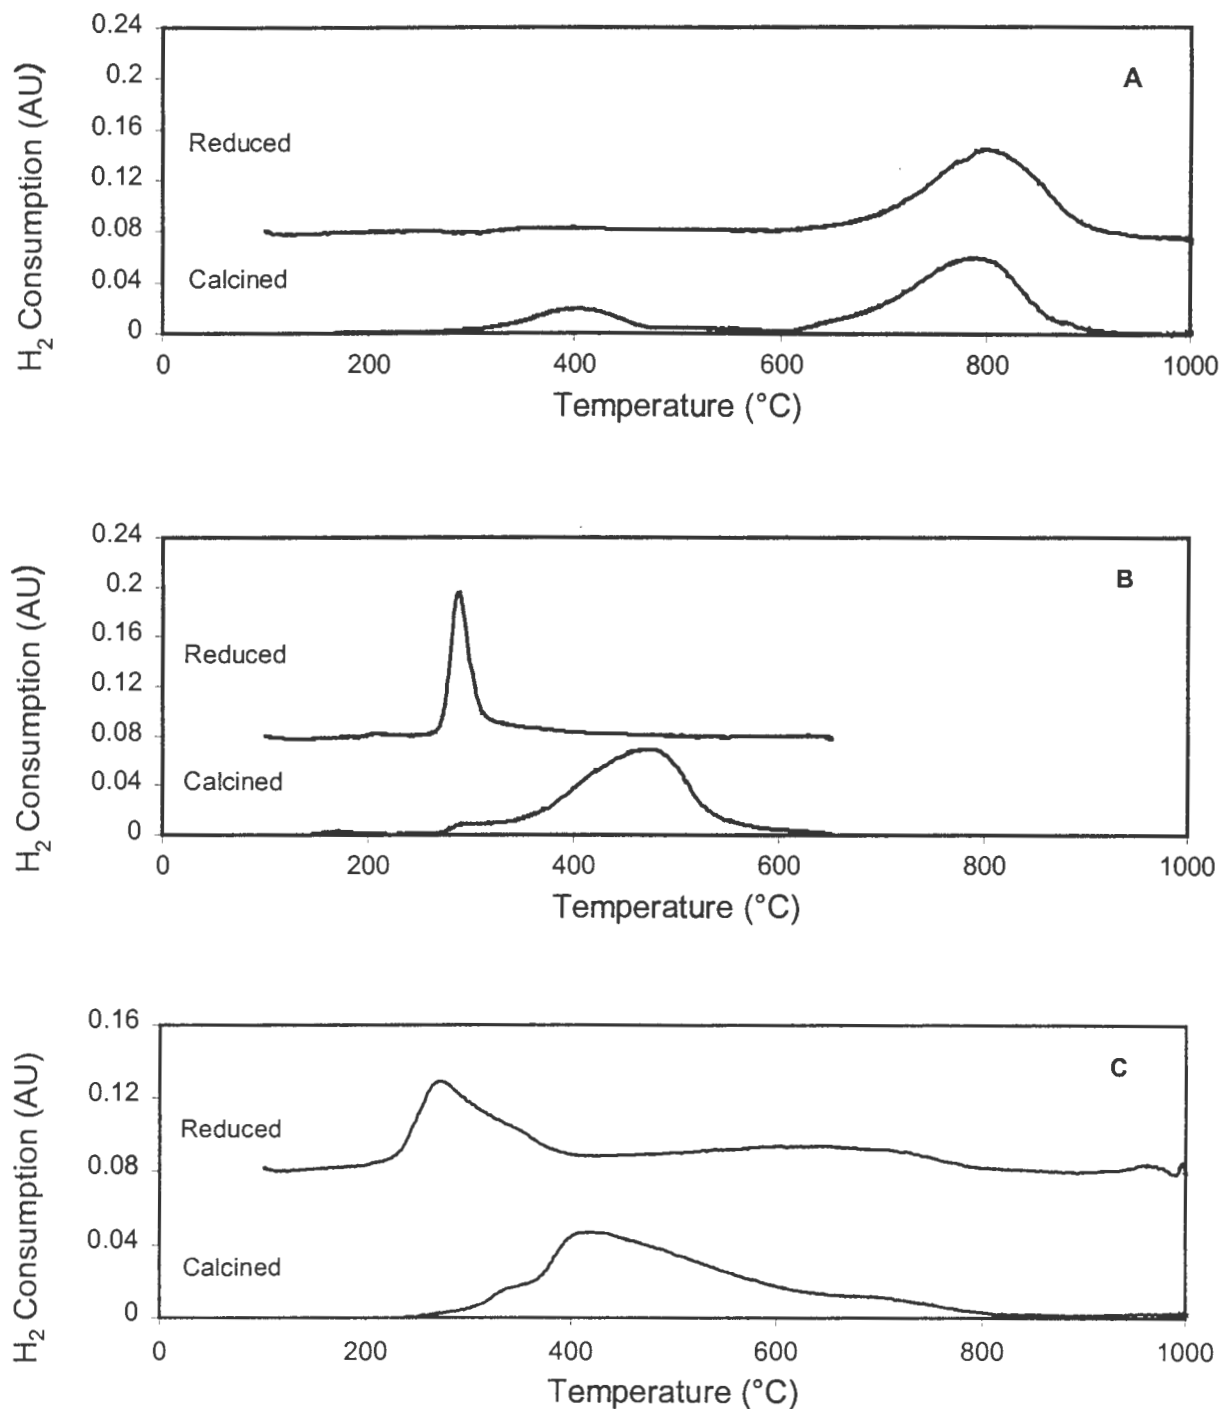 0.24
0.2
0.16
0.12
0.08
0.04
0
H2 Consumption (AU)
A
Reduced
Calcined
0 200 400 600 800 1000
Temperature (°C)
0.24
0.2
0.16
0.12
0.08
0.04
0
H2 Consumption (AU)
B
Reduced
Calcined
0 200 400 600 800 1000
Temperature (°C)
0.16
0.12
0.08
0.04
0
H2 Consumption (AU)
C
Reduced
Calcined
0 200 400 600 800 1000
Temperature (°C)